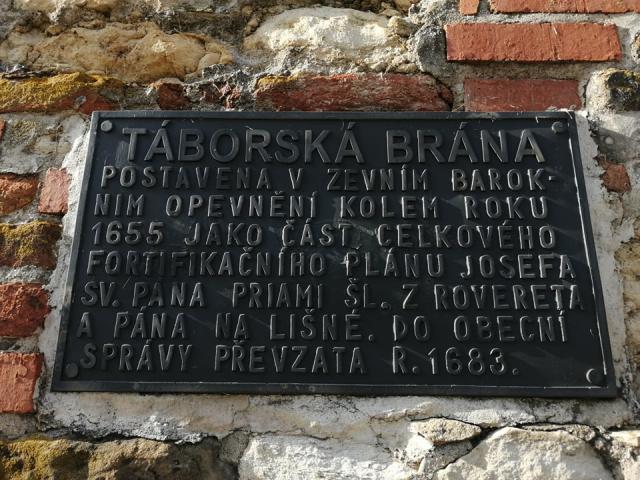 TÁBORSKÁ BRÁNA
POSTAVENA V ZEVNÍM BAROK-
NIM OPEVNĚNÍ KOLEM ROKU
1655 JAKO ČÁST CELKOVÉHO
FORTIFIKAČNÍHO PLÁNU JOSEFA
SV. PÁNA PRIAMI ŠL. Z ROVERETA
A PÁNA NA LIŠNÉ. DO OBECNÍ
SPRÁVY PŘEVZATA R. 1683.